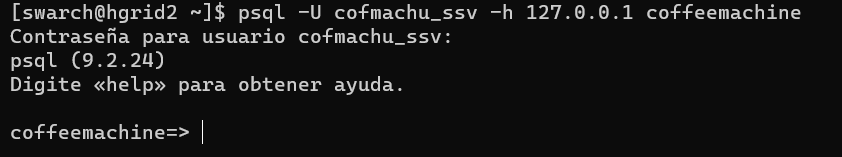 [swarch@hgrid2 ~]$ psql -U cofmachu_ssv -h 127.0.0.1 coffeemachine
Contraseña para usuario cofmachu_ssv:
psql (9.2.24)
Digite «help» para obtener ayuda.
coffeemachine=>